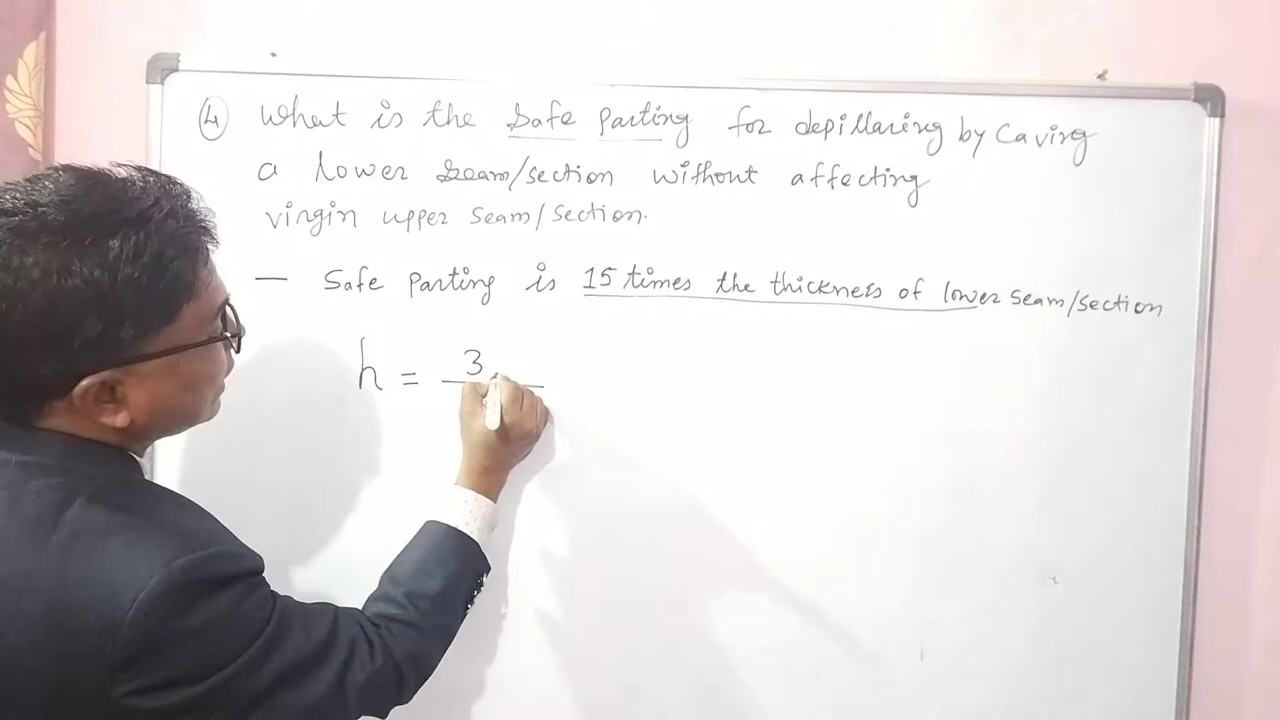 4 What is the Safe Parting for depillaring by Caving
a lower seam/section without affecting
virgin upper seam/section.
— Safe Parting is 15 times the thickness of lower seam/section
h = 3